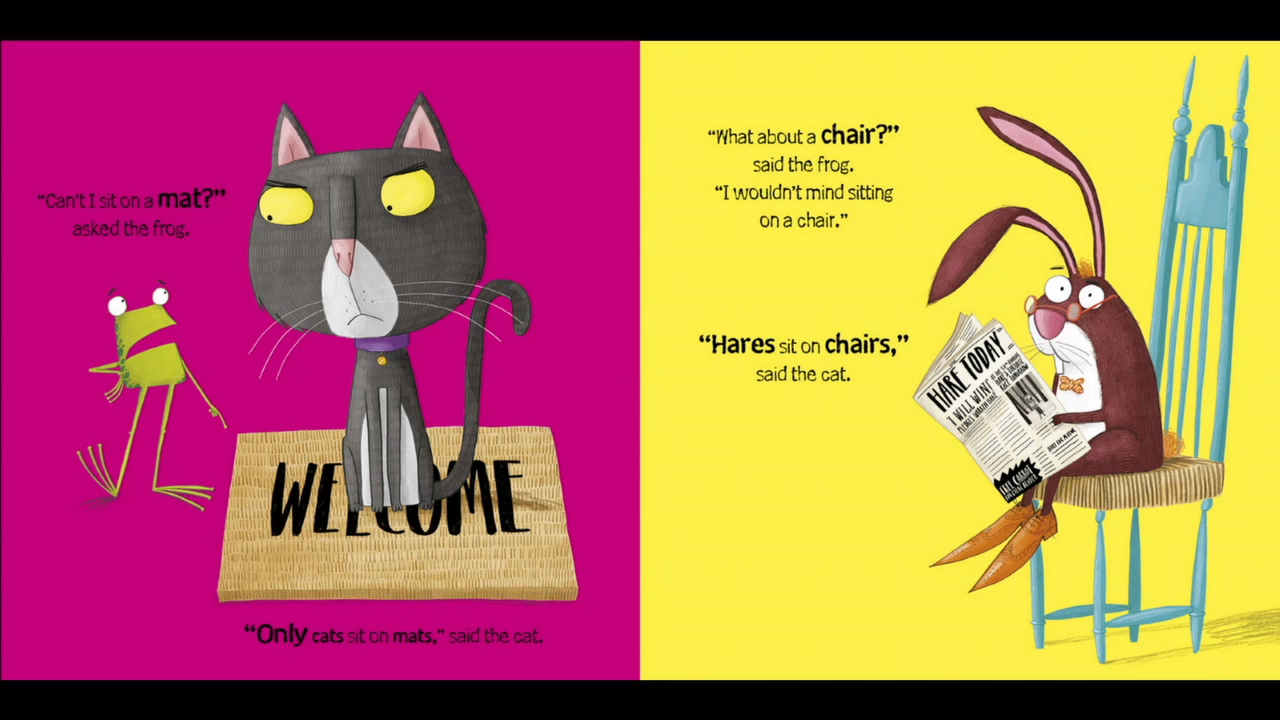 “Can't I sit on a mat?”
asked the frog.
WELCOME
“Only cats sit on mats,” said the cat.
“What about a chair?”
said the frog.
“I wouldn't mind sitting
on a chair.”
“Hares sit on chairs,”
said the cat.
HARE TODAY
I WILL WIN!
FREE CARROT